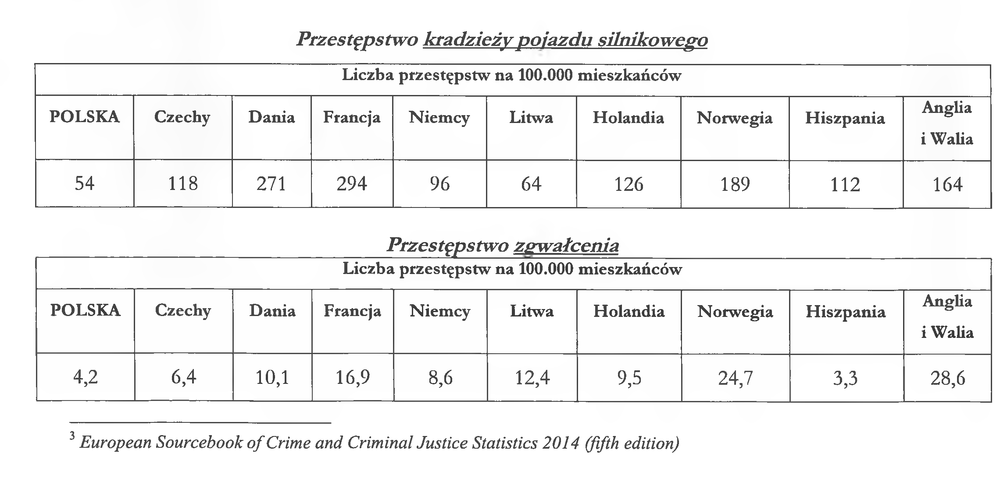 Przestępstwo kradzieży pojazdu silnikowego
Liczba przestępstw na 100.000 mieszkańców
POLSKA Czechy Dania Francja Niemcy Litwa Holandia Norwegia Hiszpania Anglia i Walia
54 118 271 294 96 64 126 189 112 164
Przestępstwo zgwałcenia
Liczba przestępstw na 100.000 mieszkańców
POLSKA Czechy Dania Francja Niemcy Litwa Holandia Norwegia Hiszpania Anglia i Walia
4,2 6,4 10,1 16,9 8,6 12,4 9,5 24,7 3,3 28,6
3 European Sourcebook of Crime and Criminal Justice Statistics 2014 (fifth edition)